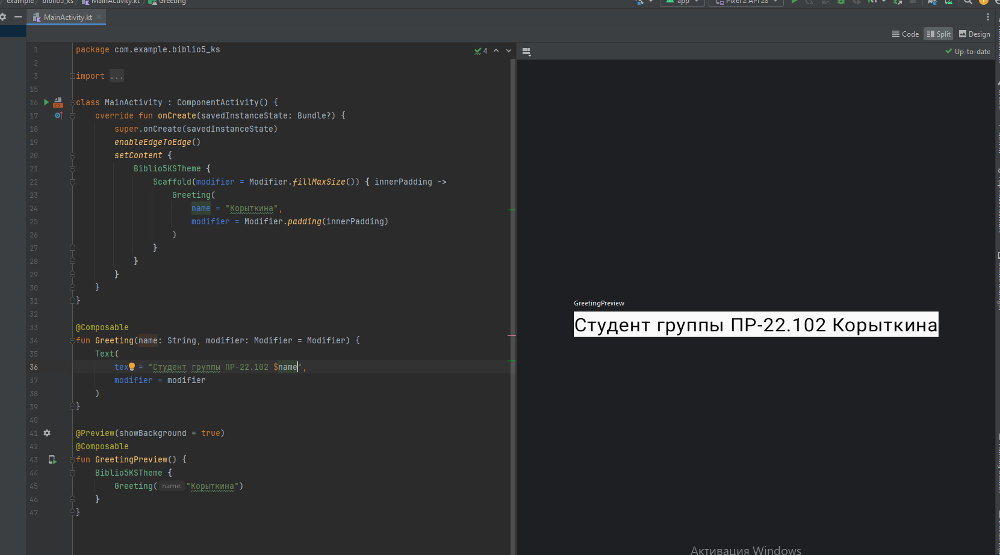 example biblio5_ks MainActivity.kt Greeting
app Pixel 2 API 28
MainActivity.kt
Code Split Design
Up-to-date
4
1 package com.example.biblio5_ks
2
3 import ...
15
16 class MainActivity : ComponentActivity() {
17 override fun onCreate(savedInstanceState: Bundle?) {
18 super.onCreate(savedInstanceState)
19 enableEdgeToEdge()
20 setContent {
21 Biblio5KSTheme {
22 Scaffold(modifier = Modifier.fillMaxSize()) { innerPadding ->
23 Greeting(
24 name = "Корыткина",
25 modifier = Modifier.padding(innerPadding)
26 )
27 }
28 }
29 }
30 }
31 }
32
33 @Composable
34 fun Greeting(name: String, modifier: Modifier = Modifier) {
35 Text(
36 tex = "Студент группы ПР-22.102 $name",
37 modifier = modifier
38 )
39 }
40
41 @Preview(showBackground = true)
42 @Composable
43 fun GreetingPreview() {
44 Biblio5KSTheme {
45 Greeting( name: "Корыткина")
46 }
47 }
GreetingPreview
Студент группы ПР-22.102 Корыткина
Активация Windows